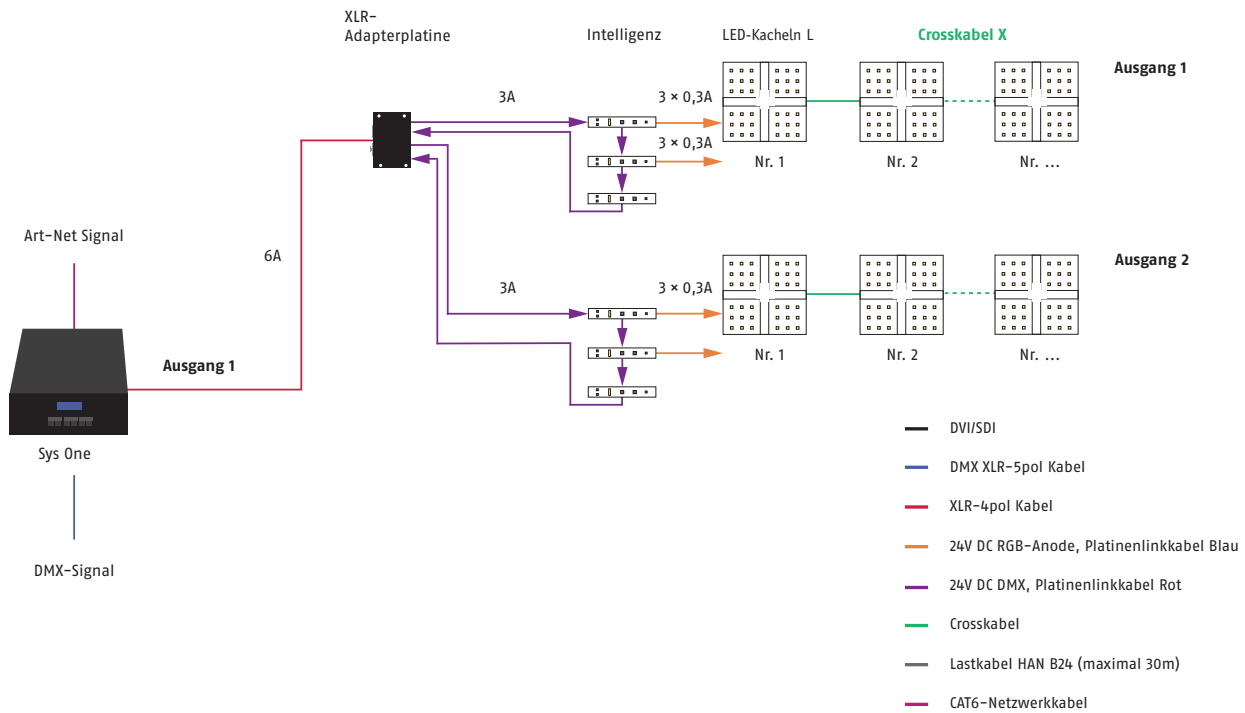 XLR-
Adapterplatine
Intelligenz
LED-Kacheln L
Crosskabel X
Ausgang 1
3A
3 × 0,3A
3 × 0,3A
Nr. 1
Nr. 2
Nr. ...
Art-Net Signal
6A
Ausgang 2
3A
3 × 0,3A
Nr. 1
Nr. 2
Nr. ...
Ausgang 1
Sys One
DMX-Signal
DVI/SDI
DMX XLR-5pol Kabel
XLR-4pol Kabel
24V DC RGB-Anode, Platinenlinkkabel Blau
24V DC DMX, Platinenlinkkabel Rot
Crosskabel
Lastkabel HAN B24 (maximal 30m)
CAT6-Netzwerkkabel